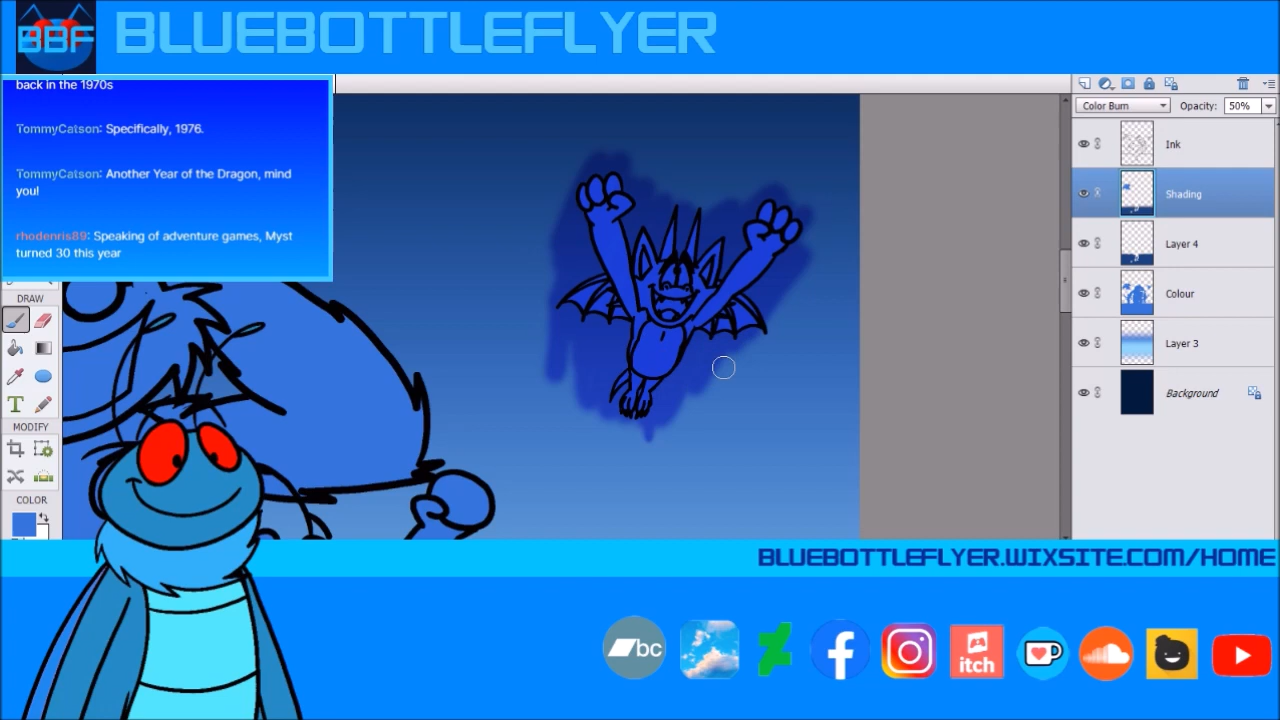 BBF
BLUEBOTTLEFLYER
back in the 1970s
TommyCatson: Specifically, 1976.
TommyCatson: Another Year of the Dragon, mind
you!
rhodenris89: Speaking of adventure games, Myst
turned 30 this year
DRAW
T
MODIFY
COLOR
Color Burn
Opacity: 50%
Ink
Shading
Layer 4
Colour
Layer 3
Background
BLUEBOTTLEFLYER.WIXSITE.COM/HOME
bc
itch